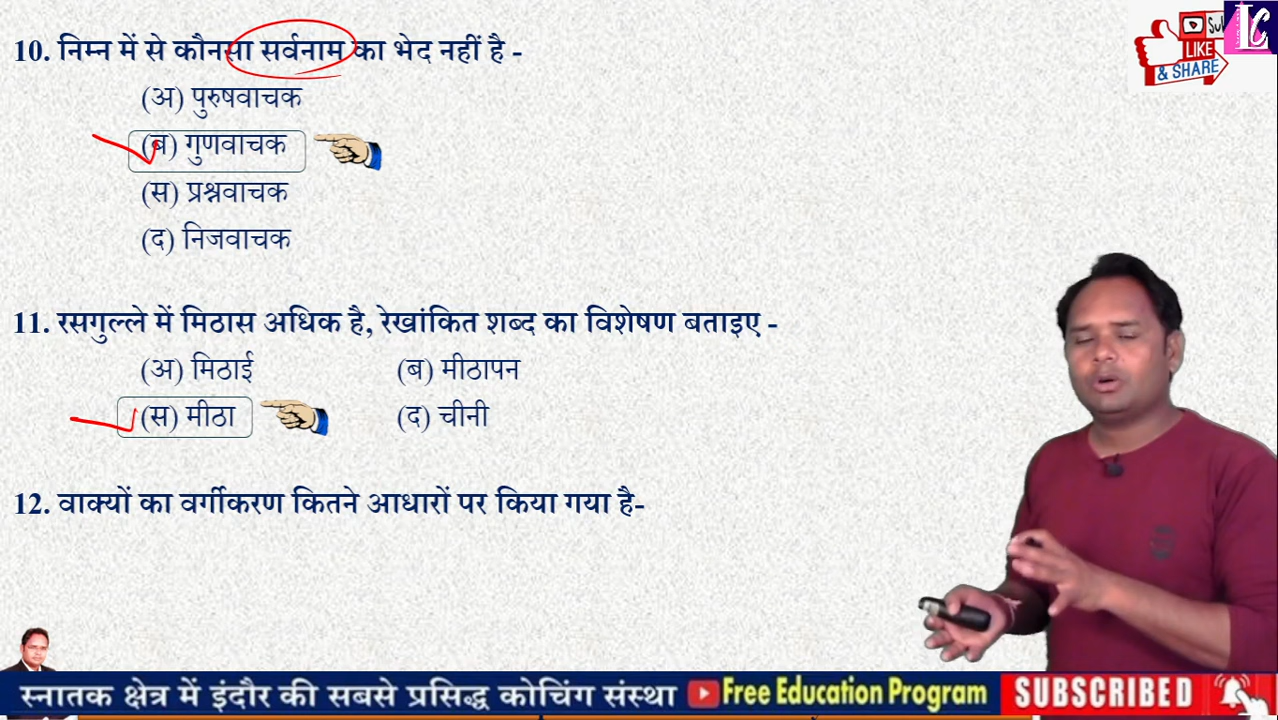 10. निम्न में से कौनसा सर्वनाम का भेद नहीं है -
(अ) पुरुषवाचक
(ब) गुणवाचक
(स) प्रश्नवाचक
(द) निजवाचक
11. रसगुल्ले में मिठास अधिक है, रेखांकित शब्द का विशेषण बताइए -
(अ) मिठाई (ब) मीठापन
(स) मीठा (द) चीनी
12. वाक्यों का वर्गीकरण कितने आधारों पर किया गया है-
LIKE
& SHARE
LC
स्नातक क्षेत्र में इंदौर की सबसे प्रसिद्ध कोचिंग संस्था Free Education Program SUBSCRIBED